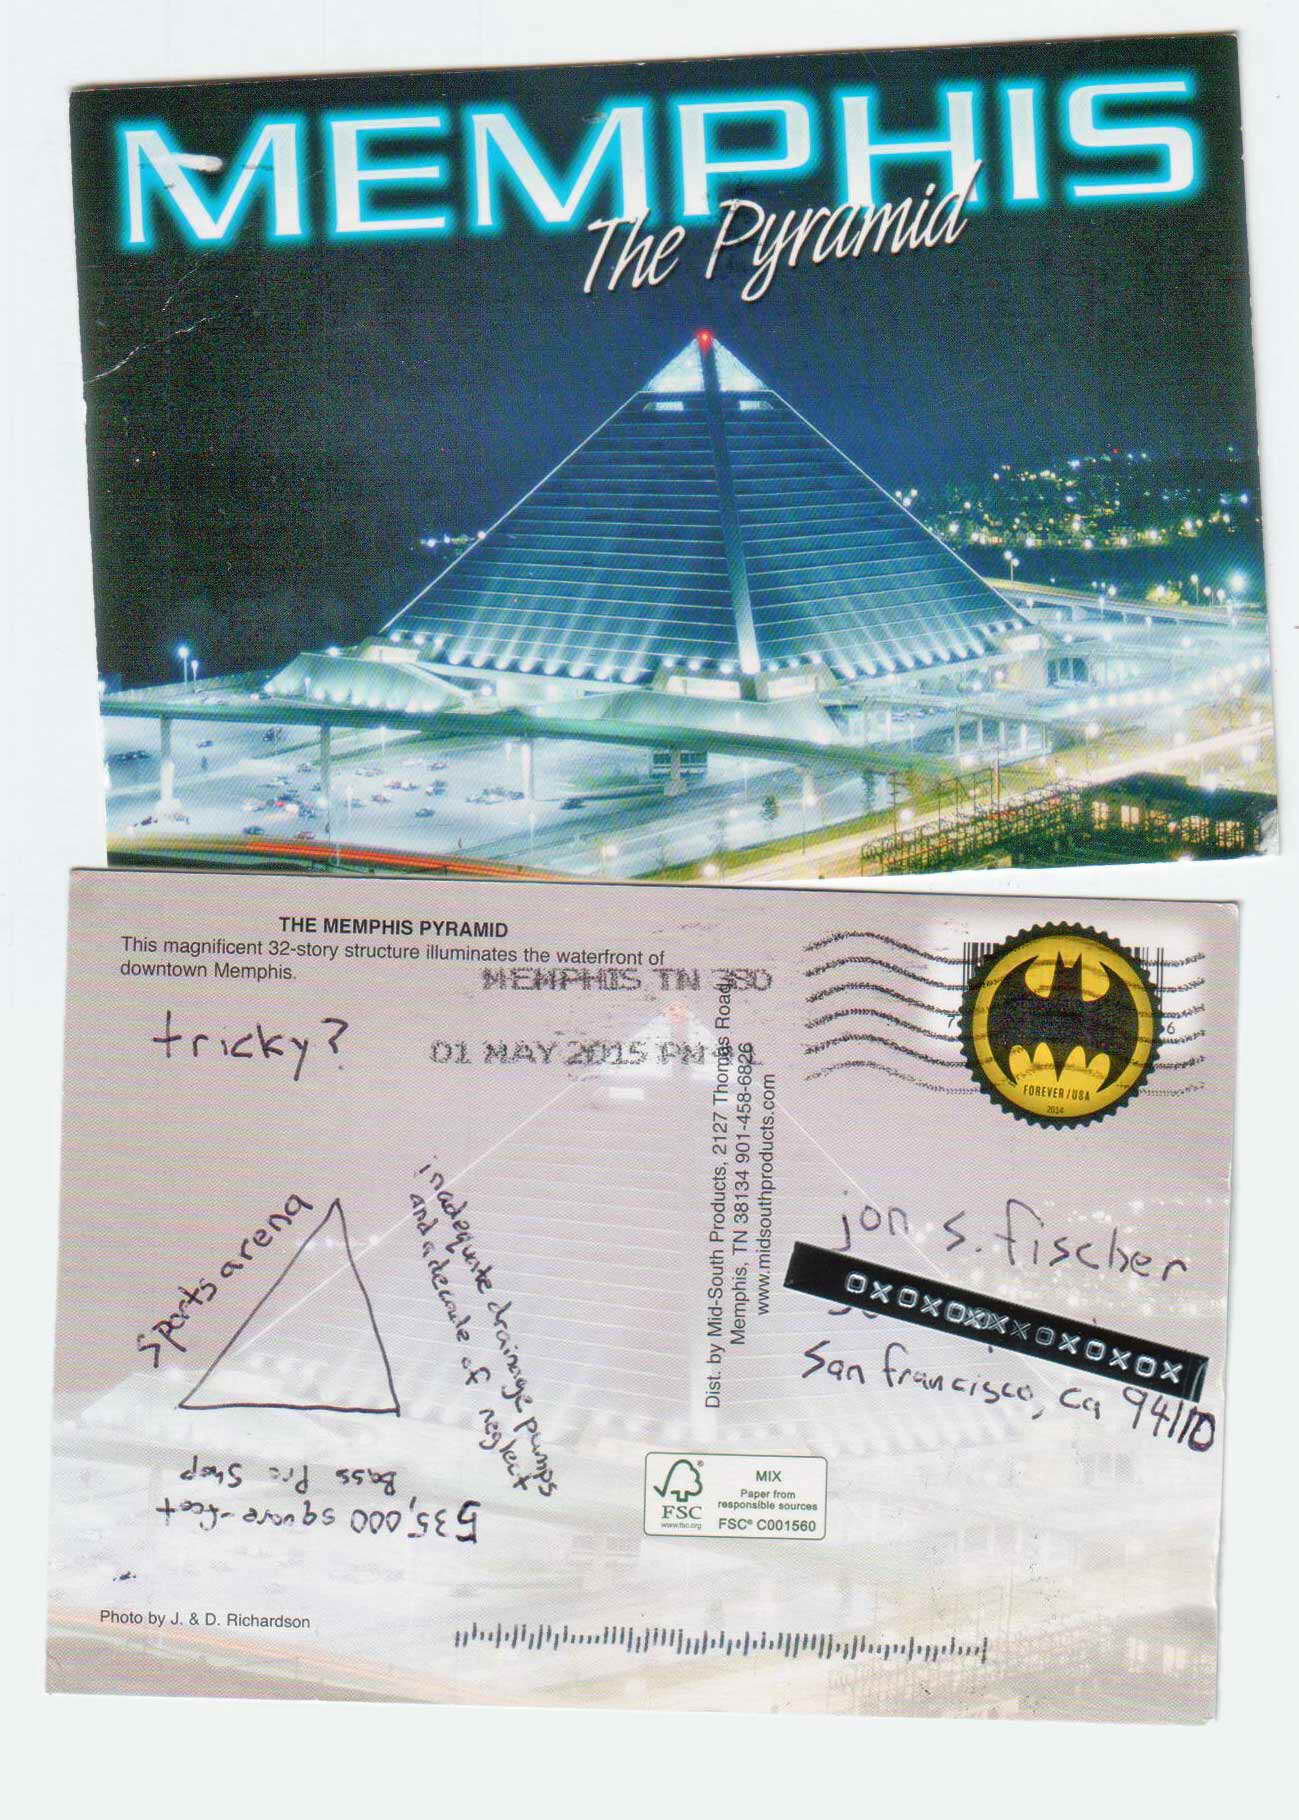 MEMPHIS
The Pyramid
THE MEMPHIS PYRAMID
This magnificent 32-story structure illuminates the waterfront of
downtown Memphis.
MEMPHIS TN 380
01 MAY 2015 PM
tricky?
sports arena
inadequate drainage pumps
and a decade of neglect
535,000 square-feet
Bass Pro Shop
Photo by J. & D. Richardson
Dist. by Mid-South Products, 2127 Thomas Road,
Memphis, TN 38134 901-458-6826
www.midsouthproducts.com
7 6
FOREVER / USA
2014
jon s. fischer
OXOXOXXXOXOXOX
San francisco, ca 94110
FSC®
www.fsc.org
MIX
Paper from
responsible sources
FSC® C001560